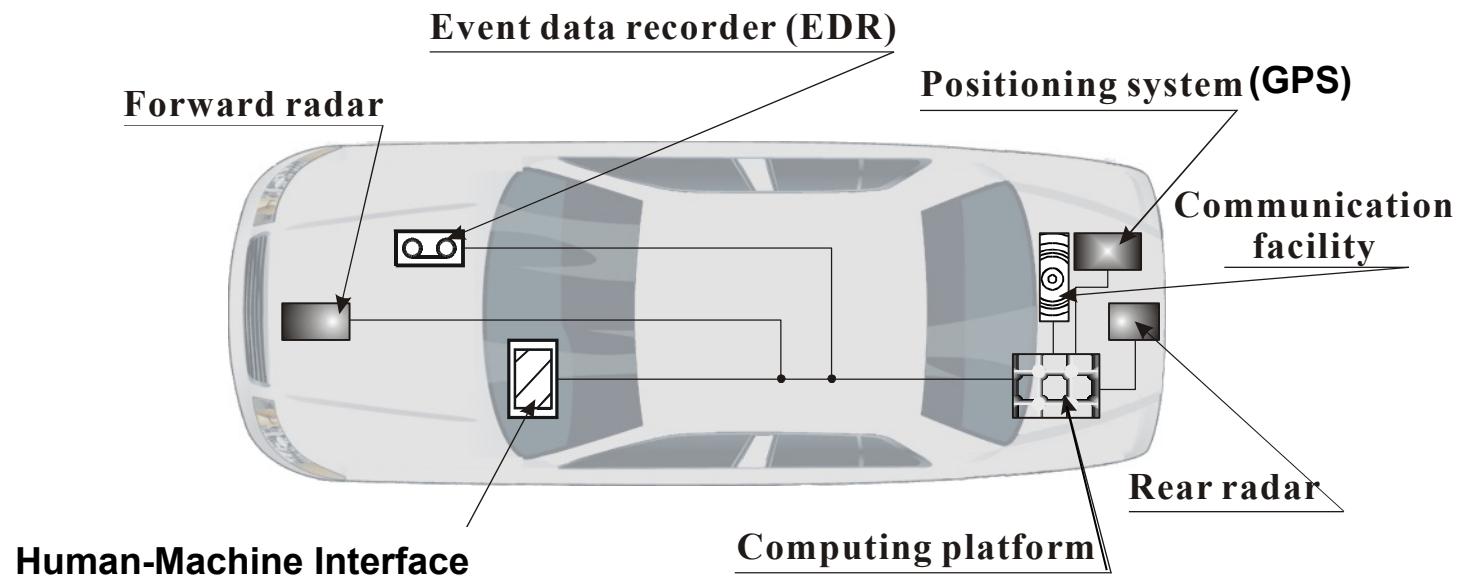 Event data recorder (EDR)
Forward radar
Positioning system (GPS)
Communication
facility
Rear radar
Computing platform
Human-Machine Interface